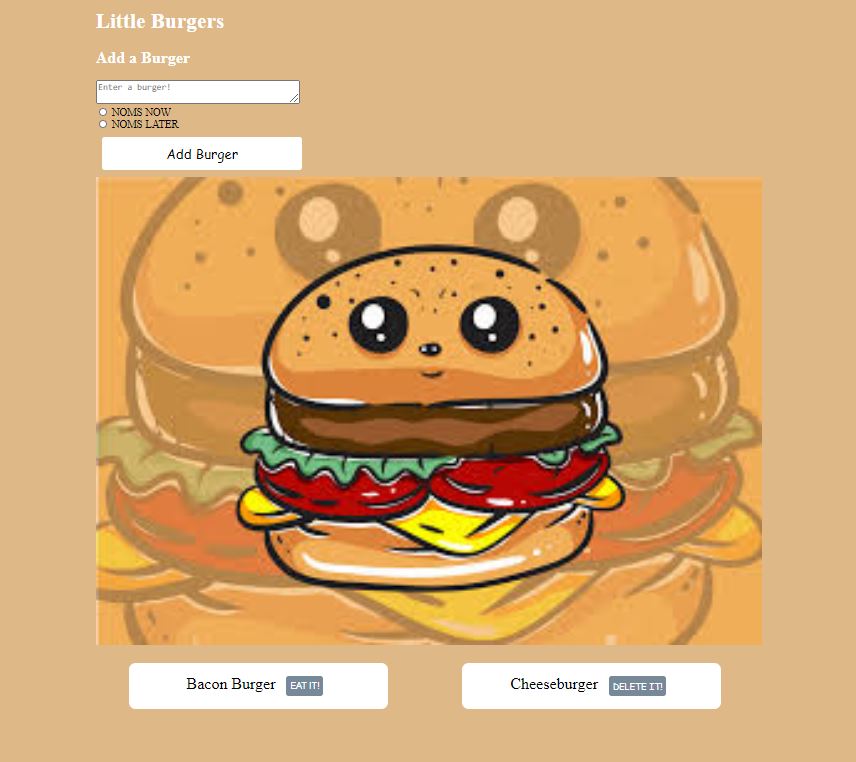 Little Burgers
Add a Burger
Enter a burger!
NOMS NOW
NOMS LATER
Add Burger
Bacon Burger EAT IT!
Cheeseburger DELETE IT!